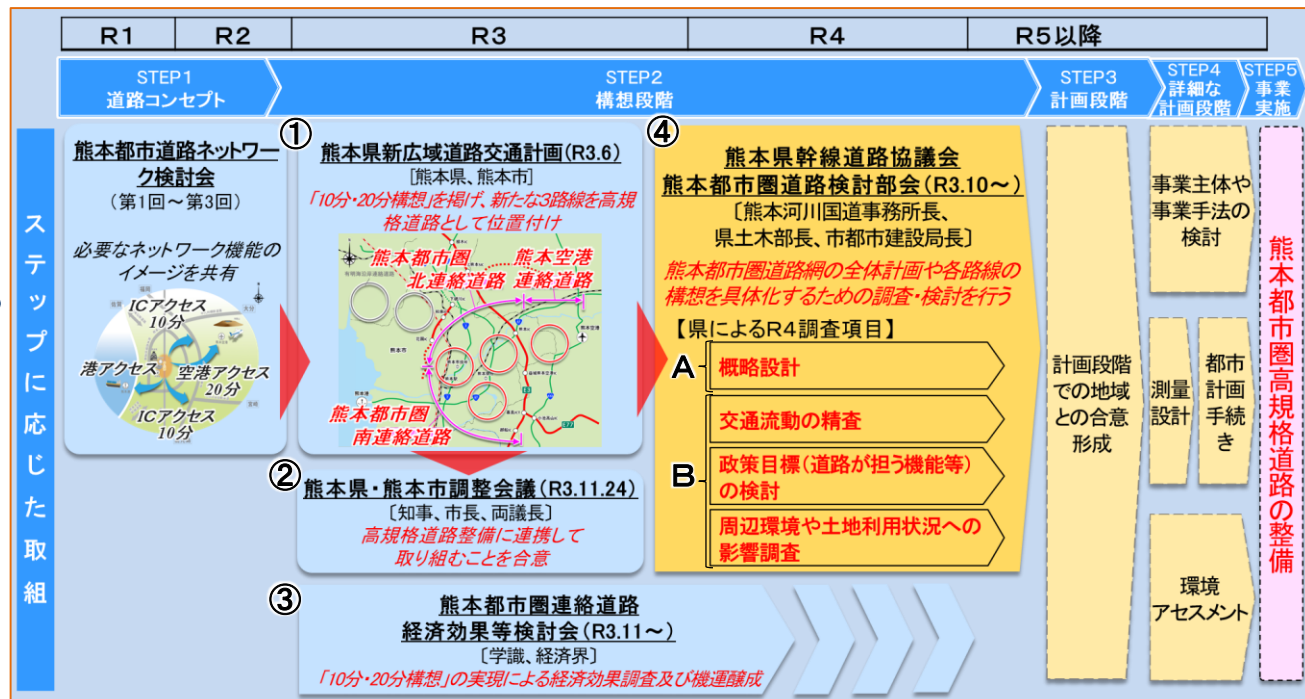 R1
R2
R3
R4
R5以降
STEP1
道路コンセプト
STEP2
構想段階
STEP3
計画段階
STEP4
詳細な
計画段階
STEP5
事業
実施
ステップに応じた取組
熊本都市道路ネットワー
ク検討会
(第1回～第3回)
必要なネットワーク機能の
イメージを共有
ICアクセス
10分
港アクセス
空港アクセス
20分
ICアクセス
10分
①
熊本県新広域道路交通計画(R3.6)
[熊本県、熊本市]
「10分・20分構想」を掲げ、新たな3路線を高規
格道路として位置付け
熊本都市圏
北連絡道路
熊本空港
連絡道路
熊本都市圏
南連絡道路
②
熊本県・熊本市調整会議(R3.11.24)
〔知事、市長、両議長〕
高規格道路整備に連携して
取り組むことを合意
③
熊本都市圏連絡道路
経済効果等検討会(R3.11～)
〔学識、経済界〕
「10分・20分構想」の実現による経済効果調査及び機運醸成
④
熊本県幹線道路協議会
熊本都市圏道路検討部会(R3.10～)
〔熊本河川国道事務所長、
県土木部長、市都市建設局長〕
熊本都市圏道路網の全体計画や各路線の
構想を具体化するための調査・検討を行う
【県によるR4調査項目】
A
概略設計
交通流動の精査
B
政策目標(道路が担う機能等)
の検討
周辺環境や土地利用状況への
影響調査
計画段階
での地域
との合意
形成
事業主体や
事業手法の
検討
測量
設計
都市
計画
手続
き
環境
アセスメント
熊本都市圏高規格道路の整備